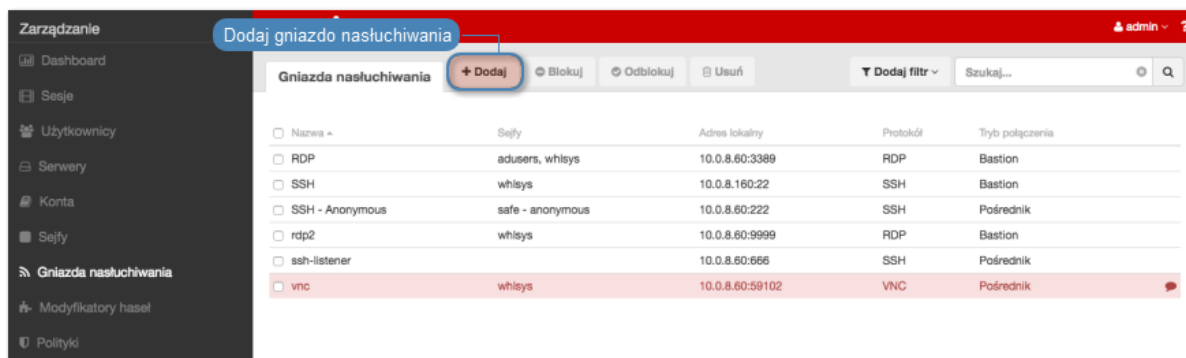 Zarządzanie
Dashboard
Sesje
Użytkownicy
Serwery
Konta
Sejfy
Gniazda nasłuchiwania
Modyfikatory haseł
Polityki
Dodaj gniazdo nasłuchiwania
admin ?
Gniazda nasłuchiwania + Dodaj Blokuj Odblokuj Usuń Dodaj filtr Szukaj...
Nazwa Sejfy Adres lokalny Protokół Tryb połączenia
RDP adusers, whlsys 10.0.8.60:3389 RDP Bastion
SSH whlsys 10.0.8.160:22 SSH Bastion
SSH - Anonymous safe - anonymous 10.0.8.60:222 SSH Pośrednik
rdp2 whlsys 10.0.8.60:9999 RDP Bastion
ssh-listener 10.0.8.60:666 SSH Pośrednik
vnc whlsys 10.0.8.60:59102 VNC Pośrednik